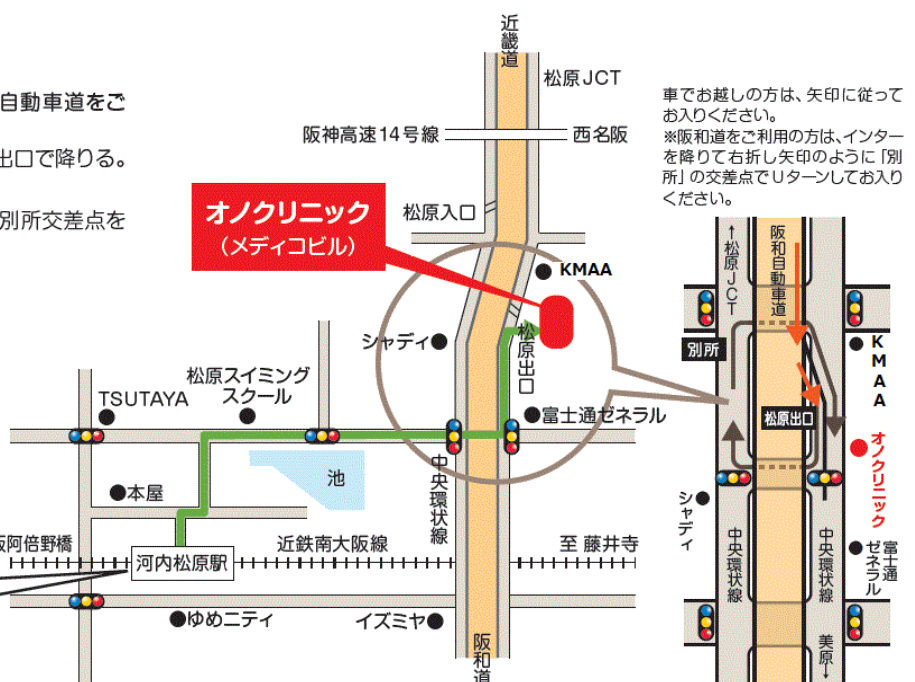 近畿道
松原JCT
自動車道をご
阪神高速14号線
西名阪
出口で降りる。
別所交差点を
オノクリニック
（メディコビル）
松原入口
KMAA
シャディ
松原出口
松原スイミング
スクール
TSUTAYA
富士通ゼネラル
池
中央環状線
本屋
阪阿倍野橋
河内松原駅
近鉄南大阪線
至 藤井寺
ゆめニティ
イズミヤ
阪和道
車でお越しの方は、矢印に従って
お入りください。
※阪和道をご利用の方は、インター
を降りて右折し矢印のように「別
所」の交差点でUターンしてお入り
ください。
↑松原JCT
阪和自動車道
別所
KMAA
松原出口
オノクリニック
シャディ
中央環状線
中央環状線
富士通
ゼネラル
美原→